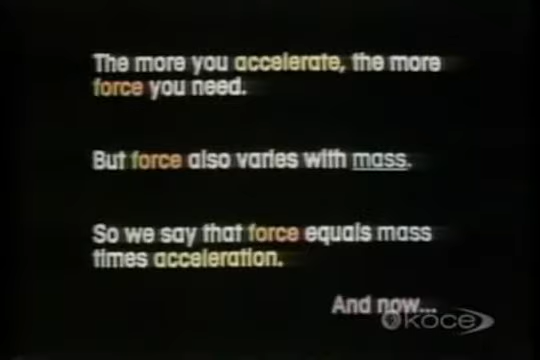 The more you accelerate, the more
force you need.
But force also varies with mass.
So we say that force equals mass
times acceleration.
And now...
koce